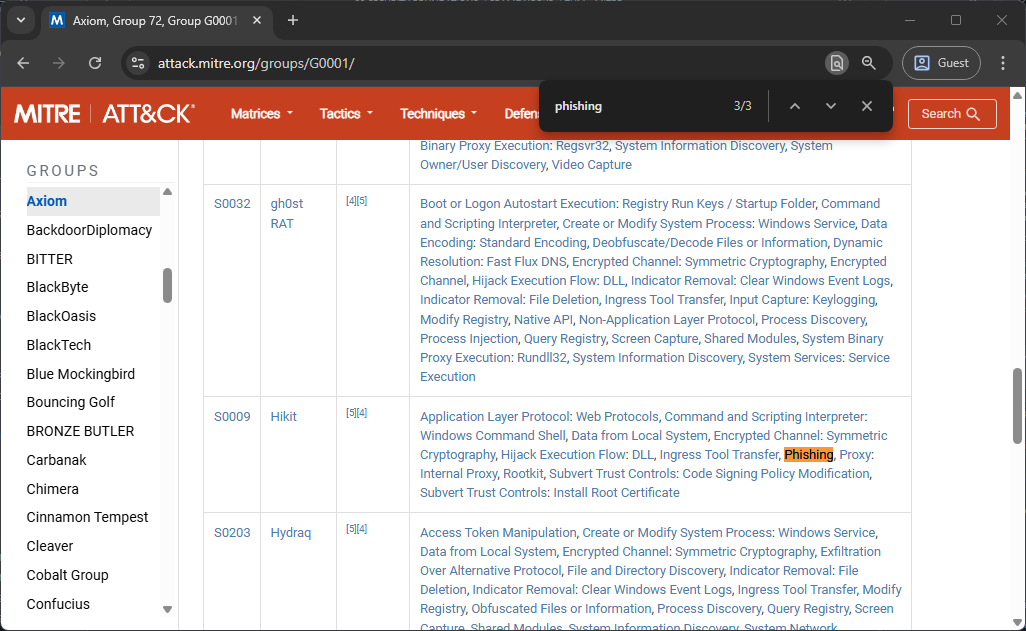 Axiom, Group 72, Group G0001
attack.mitre.org/groups/G0001/
Guest
MITRE | ATT&CK®
Matrices
Tactics
Techniques
phishing
3/3
Search
GROUPS
Axiom
BackdoorDiplomacy
BITTER
BlackByte
BlackOasis
BlackTech
Blue Mockingbird
Bouncing Golf
BRONZE BUTLER
Carbanak
Chimera
Cinnamon Tempest
Cleaver
Cobalt Group
Confucius
Binary Proxy Execution: Regsvr32, System Information Discovery, System
Owner/User Discovery, Video Capture
S0032
gh0st
RAT
[4][5]
Boot or Logon Autostart Execution: Registry Run Keys / Startup Folder, Command
and Scripting Interpreter, Create or Modify System Process: Windows Service, Data
Encoding: Standard Encoding, Deobfuscate/Decode Files or Information, Dynamic
Resolution: Fast Flux DNS, Encrypted Channel: Symmetric Cryptography, Encrypted
Channel, Hijack Execution Flow: DLL, Indicator Removal: Clear Windows Event Logs,
Indicator Removal: File Deletion, Ingress Tool Transfer, Input Capture: Keylogging,
Modify Registry, Native API, Non-Application Layer Protocol, Process Discovery,
Process Injection, Query Registry, Screen Capture, Shared Modules, System Binary
Proxy Execution: Rundll32, System Information Discovery, System Services: Service
Execution
S0009
Hikit
[5][4]
Application Layer Protocol: Web Protocols, Command and Scripting Interpreter:
Windows Command Shell, Data from Local System, Encrypted Channel: Symmetric
Cryptography, Hijack Execution Flow: DLL, Ingress Tool Transfer, Phishing, Proxy:
Internal Proxy, Rootkit, Subvert Trust Controls: Code Signing Policy Modification,
Subvert Trust Controls: Install Root Certificate
S0203
Hydraq
[5][4]
Access Token Manipulation, Create or Modify System Process: Windows Service,
Data from Local System, Encrypted Channel: Symmetric Cryptography, Exfiltration
Over Alternative Protocol, File and Directory Discovery, Indicator Removal: File
Deletion, Indicator Removal: Clear Windows Event Logs, Ingress Tool Transfer, Modify
Registry, Obfuscated Files or Information, Process Discovery, Query Registry, Screen
Capture, Shared Modules, System Information Discovery, System Network